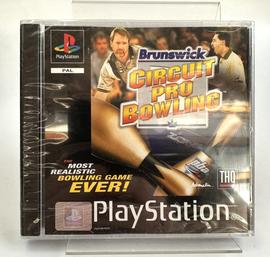 PlayStation
PAL
Brunswick
CIRCUIT
PRO
BOWLING
THE
MOST
REALISTIC
BOWLING GAME
EVER!
THQ
PlayStation